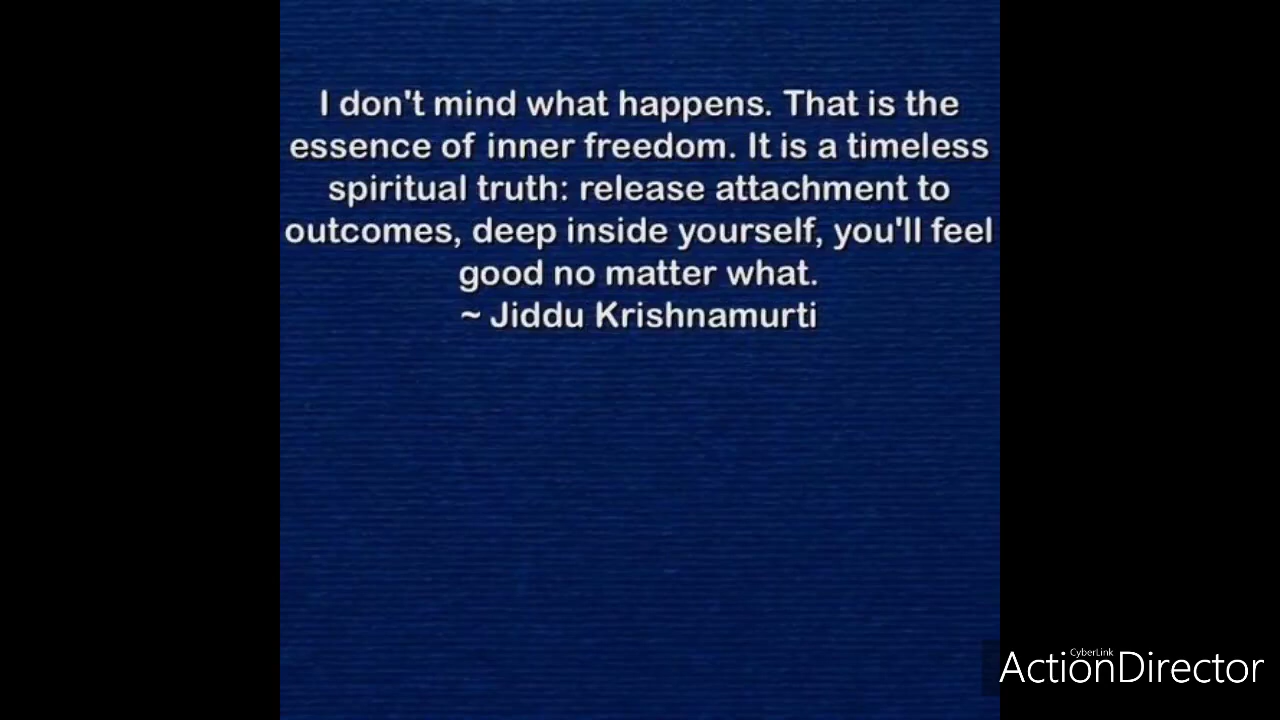 I don't mind what happens. That is the
essence of inner freedom. It is a timeless
spiritual truth: release attachment to
outcomes, deep inside yourself, you'll feel
good no matter what.
~ Jiddu Krishnamurti
CyberLink
ActionDirector